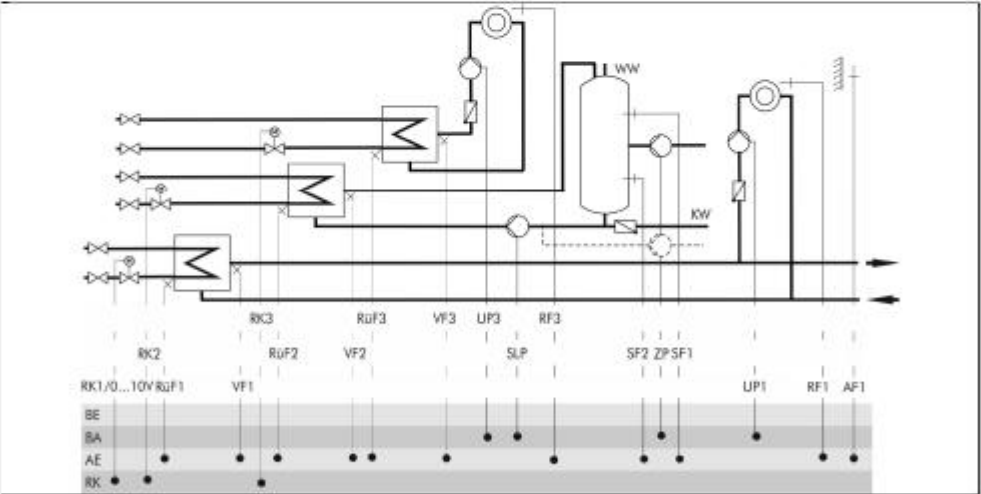 WW
KW
RK3 RüF3 VF3 UP3 RF3
RK2 RüF2 VF2 SLP SF2 ZP SF1
RK1/0...10V RüF1 VF1 UP1 RF1 AF1
BE
BA
AE
RK